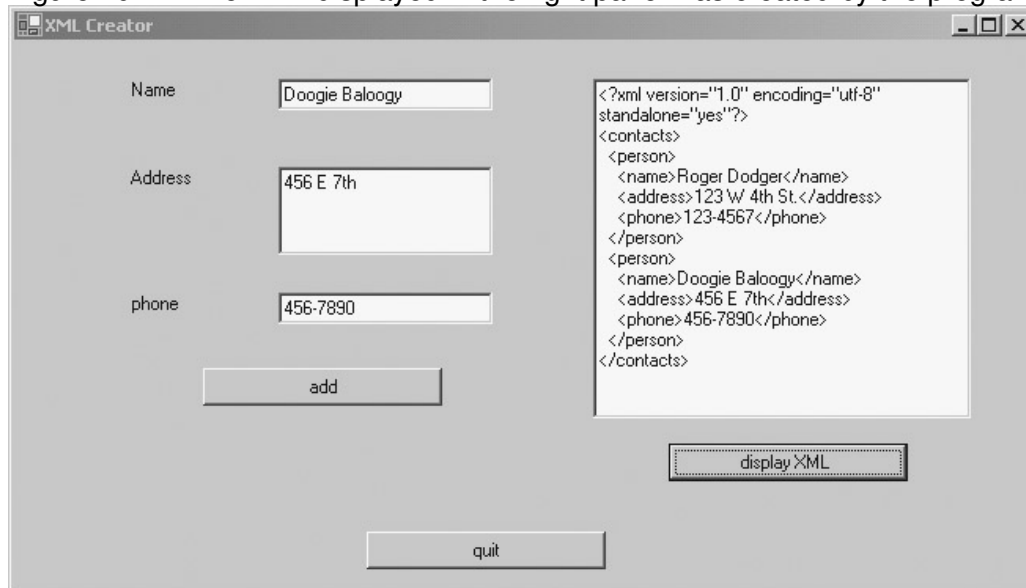 XML Creator
Name
Doogie Baloogy
Address
456 E 7th
phone
456-7890
add
<?xml version="1.0" encoding="utf-8"
standalone="yes"?>
<contacts>
<person>
<name>Roger Dodger</name>
<address>123 W 4th St.</address>
<phone>123-4567</phone>
</person>
<person>
<name>Doogie Baloogy</name>
<address>456 E 7th</address>
<phone>456-7890</phone>
</person>
</contacts>
display XML
quit